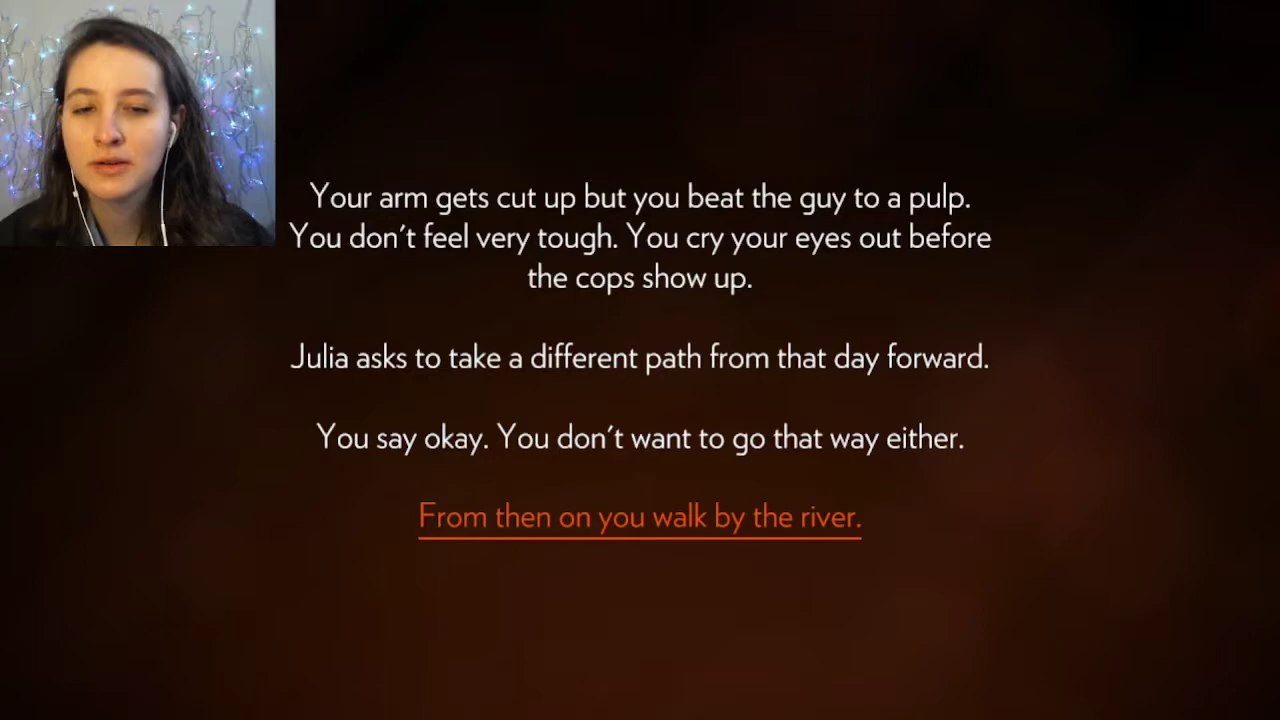 Your arm gets cut up but you beat the guy to a pulp.
You don't feel very tough. You cry your eyes out before
the cops show up.
Julia asks to take a different path from that day forward.
You say okay. You don't want to go that way either.
From then on you walk by the river.